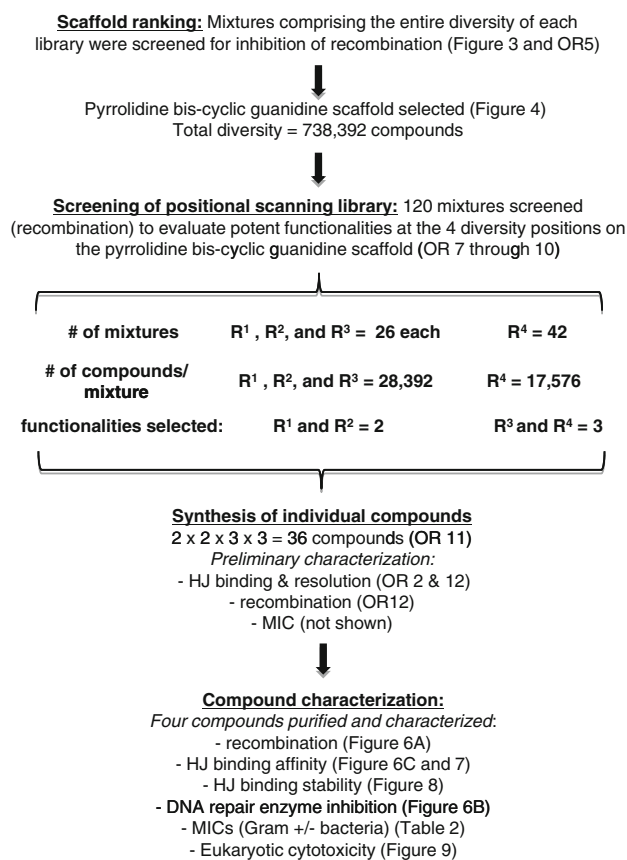 Scaffold ranking: Mixtures comprising the entire diversity of each
library were screened for inhibition of recombination (Figure 3 and OR5)
Pyrrolidine bis-cyclic guanidine scaffold selected (Figure 4)
Total diversity = 738,392 compounds
Screening of positional scanning library: 120 mixtures screened
(recombination) to evaluate potent functionalities at the 4 diversity positions on
the pyrrolidine bis-cyclic guanidine scaffold (OR 7 through 10)
# of mixtures R¹ , R², and R³ = 26 each R⁴ = 42
# of compounds/
mixture R¹, R², and R³ = 28,392 R⁴ = 17,576
functionalities selected: R¹ and R² = 2 R³ and R⁴ = 3
Synthesis of individual compounds
2 x 2 x 3 x 3 = 36 compounds (OR 11)
Preliminary characterization:
- HJ binding & resolution (OR 2 & 12)
- recombination (OR12)
- MIC (not shown)
Compound characterization:
Four compounds purified and characterized:
- recombination (Figure 6A)
- HJ binding affinity (Figure 6C and 7)
- HJ binding stability (Figure 8)
- DNA repair enzyme inhibition (Figure 6B)
- MICs (Gram +/- bacteria) (Table 2)
- Eukaryotic cytotoxicity (Figure 9)